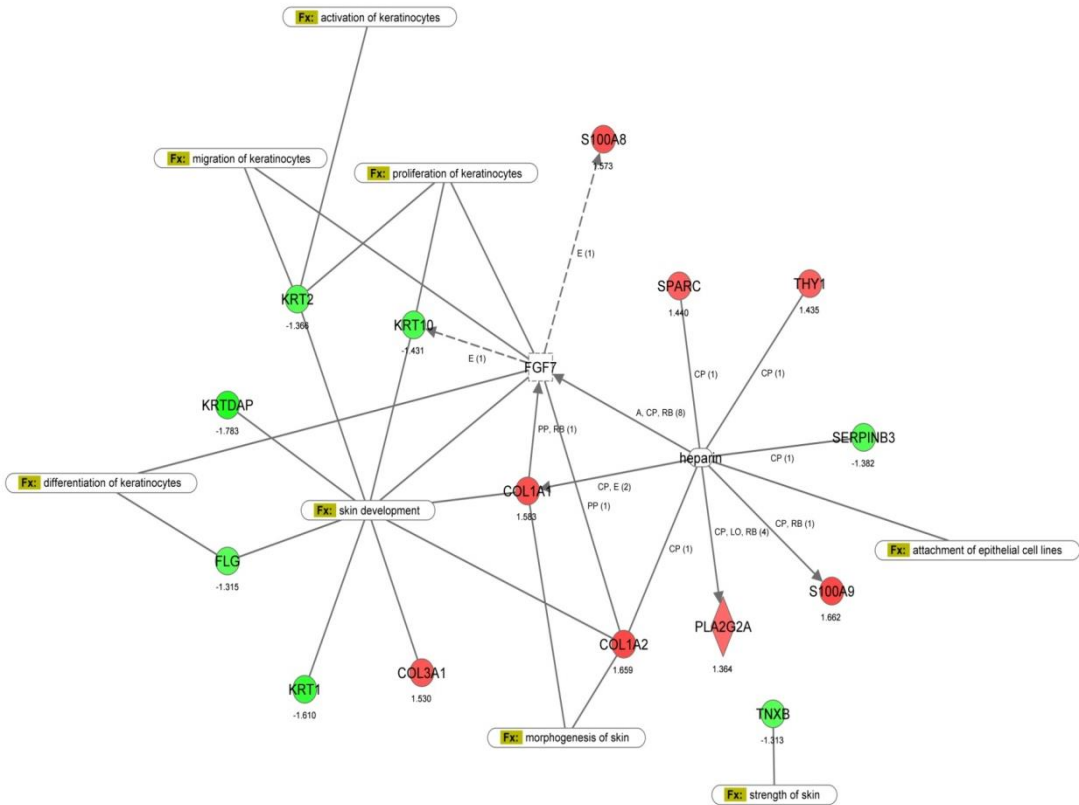 Fx: activation of keratinocytes
S100A8
1.573
Fx: migration of keratinocytes
Fx: proliferation of keratinocytes
E (1)
SPARC
1.440
THY1
1.435
KRT2
-1.366
KRT10
-1.431
E (1)
FGF7
CP (1)
CP (1)
KRTDAP
-1.783
A, CP, RB (8)
PP, RB (1)
SERPINB3
-1.382
heparin
CP (1)
Fx: differentiation of keratinocytes
COL1A1
1.583
CP, E (2)
PP (1)
Fx: skin development
CP, LO, RB (4)
CP, RB (1)
Fx: attachment of epithelial cell lines
FLG
-1.315
CP (1)
S100A9
1.662
PLA2G2A
1.364
COL1A2
1.659
COL3A1
1.530
KRT1
-1.610
TNXB
-1.313
Fx: morphogenesis of skin
Fx: strength of skin